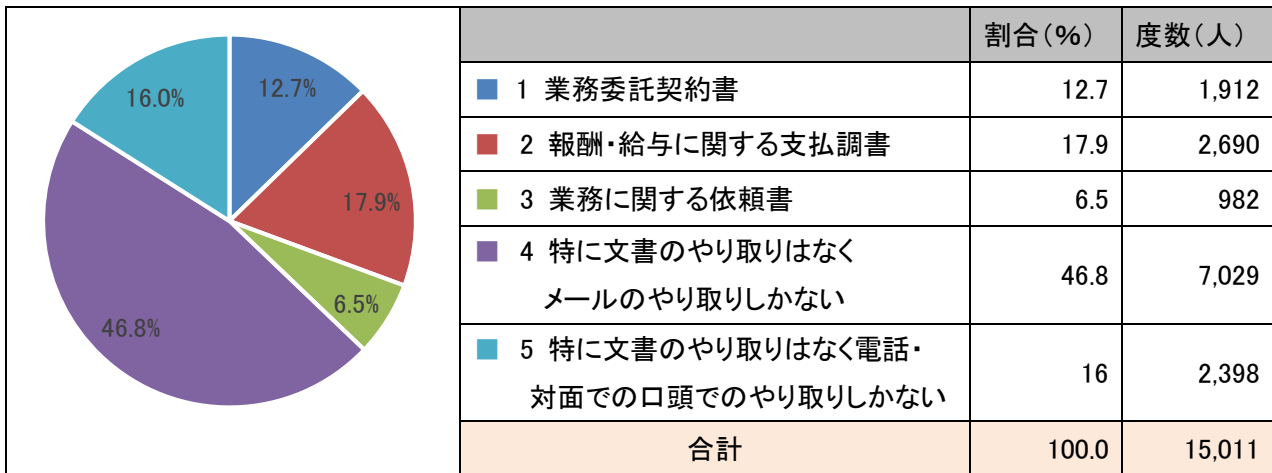 12.7%
17.9%
6.5%
46.8%
16.0%
割合(%) 度数(人)
1 業務委託契約書 12.7 1,912
2 報酬・給与に関する支払調書 17.9 2,690
3 業務に関する依頼書 6.5 982
4 特に文書のやり取りはなく
メールのやり取りしかない 46.8 7,029
5 特に文書のやり取りはなく電話・
対面での口頭でのやり取りしかない 16 2,398
合計 100.0 15,011